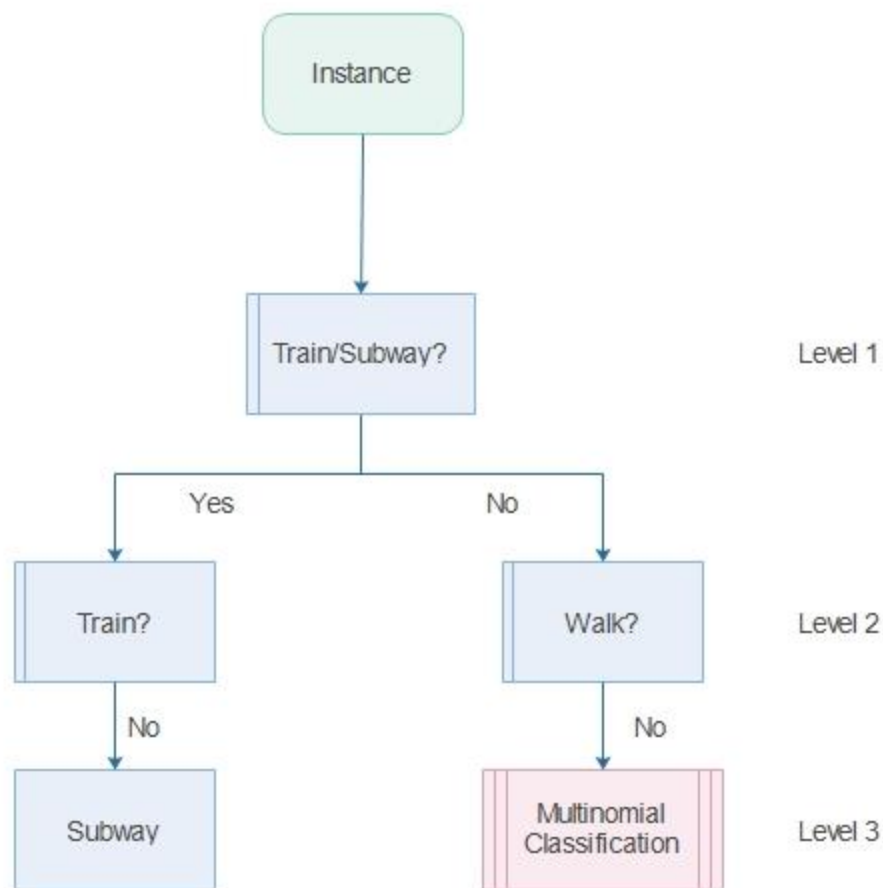 Instance
Train/Subway?
Level 1
Yes
No
Train?
Walk?
Level 2
No
No
Subway
Multinomial
Classification
Level 3